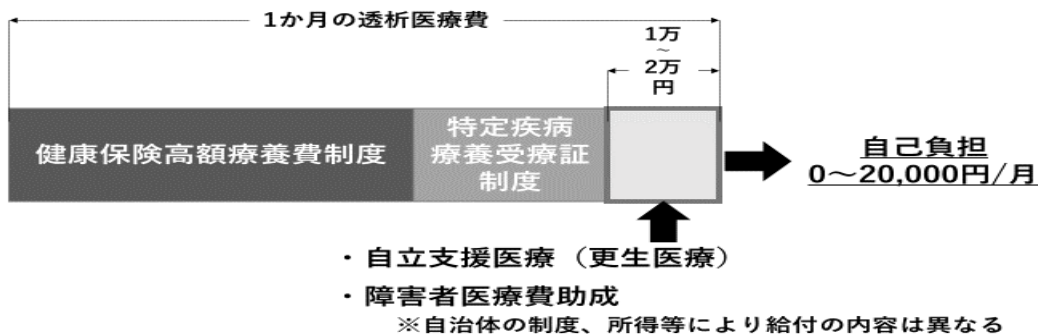 1か月の透析医療費
1万
~
2万
円
健康保険高額療養費制度
特定疾病
療養受療証
制度
自己負担
0～20,000円/月
・自立支援医療（更生医療）
・障害者医療費助成
※自治体の制度、所得等により給付の内容は異なる